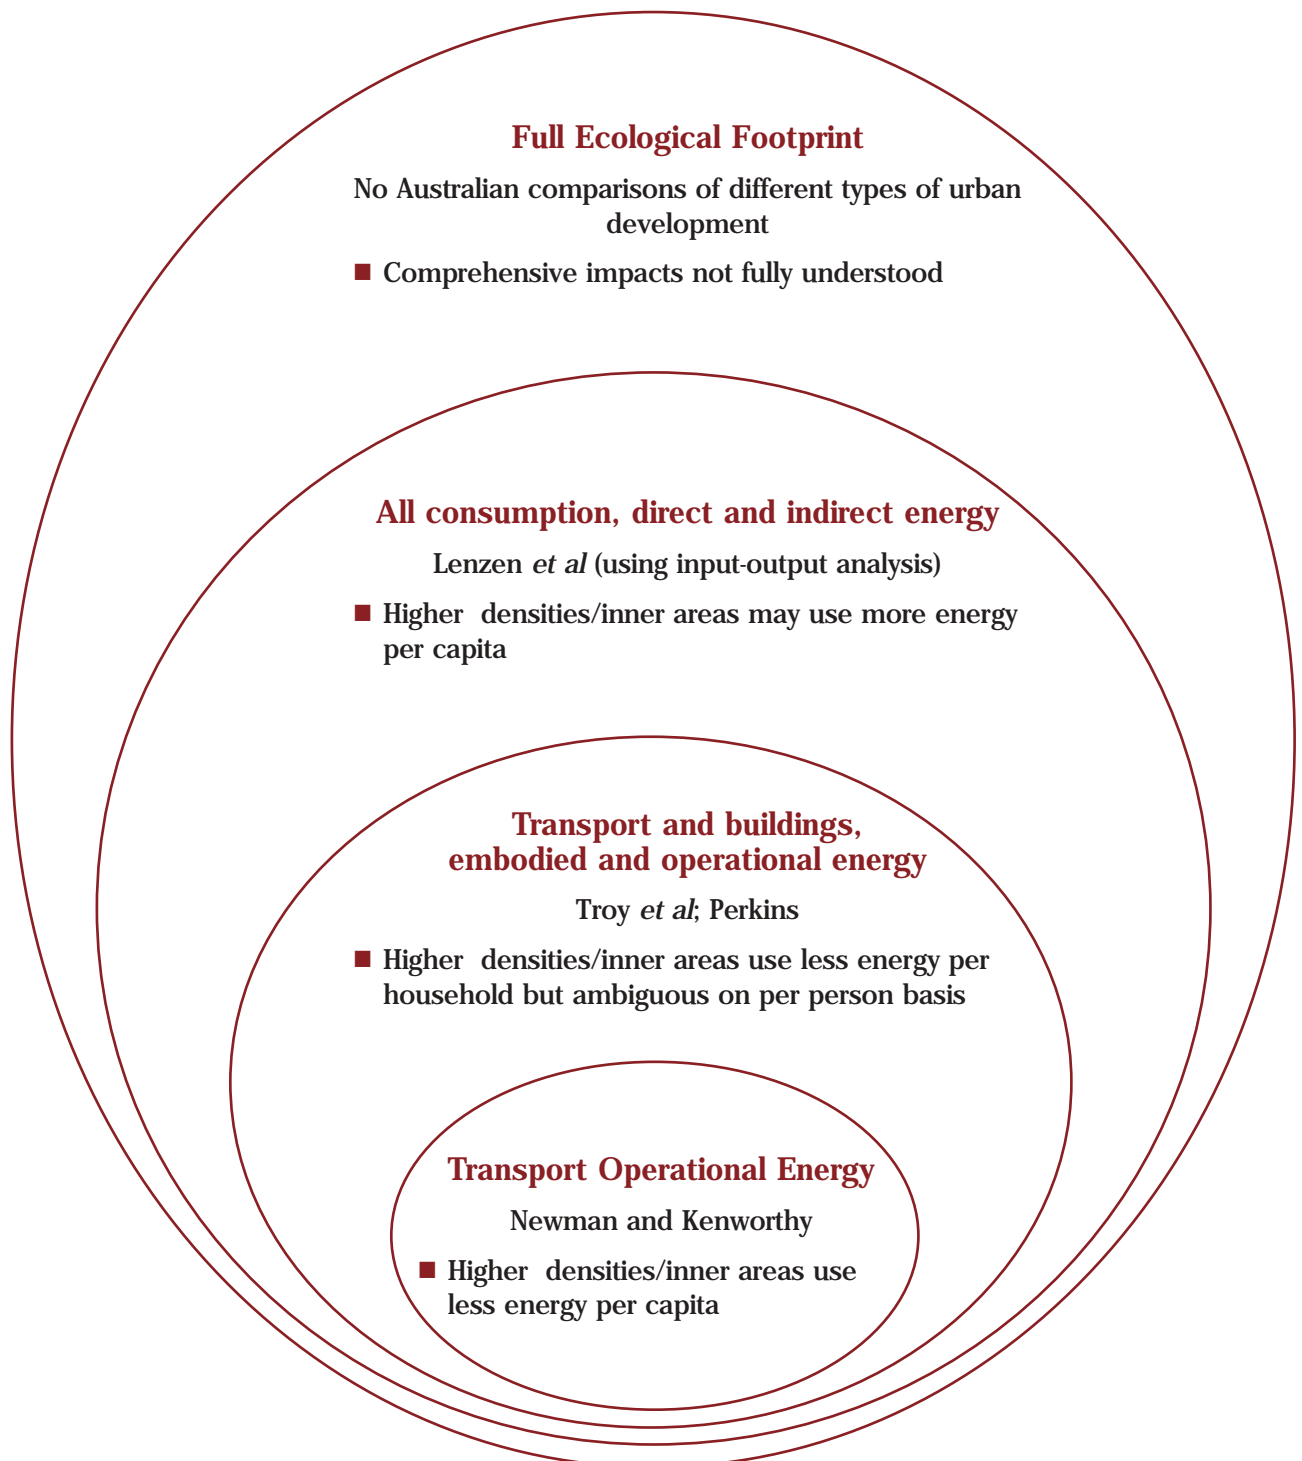 Full Ecological Footprint
No Australian comparisons of different types of urban
development
■ Comprehensive impacts not fully understood
All consumption, direct and indirect energy
Lenzen et al (using input-output analysis)
■ Higher densities/inner areas may use more energy
per capita
Transport and buildings,
embodied and operational energy
Troy et al; Perkins
■ Higher densities/inner areas use less energy per
household but ambiguous on per person basis
Transport Operational Energy
Newman and Kenworthy
■ Higher densities/inner areas use
less energy per capita